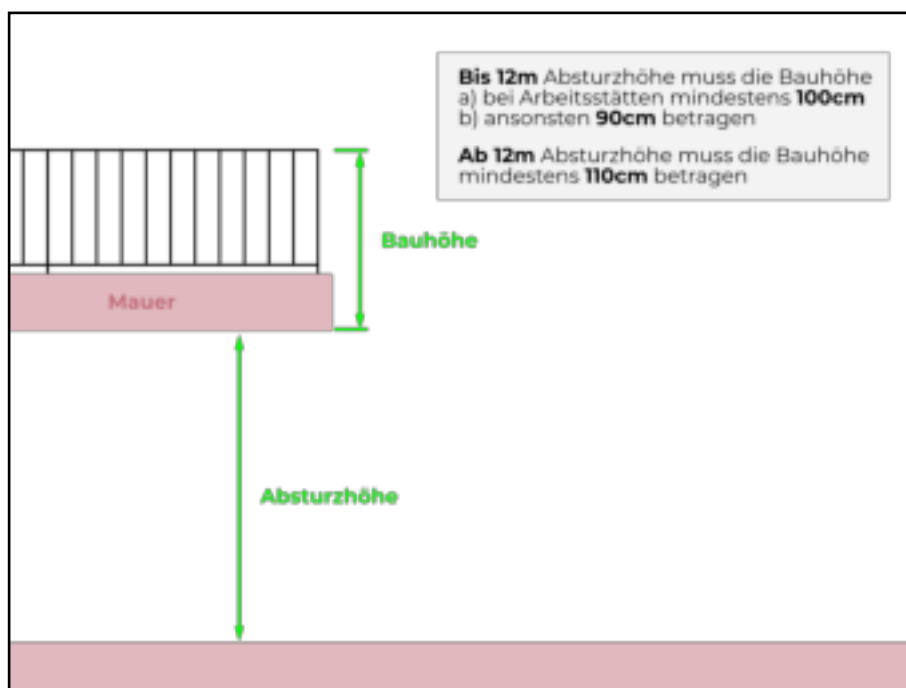 Bis 12m Absturzhöhe muss die Bauhöhe
a) bei Arbeitsstätten mindestens 100cm
b) ansonsten 90cm betragen
Ab 12m Absturzhöhe muss die Bauhöhe
mindestens 110cm betragen
Bauhöhe
Mauer
Absturzhöhe